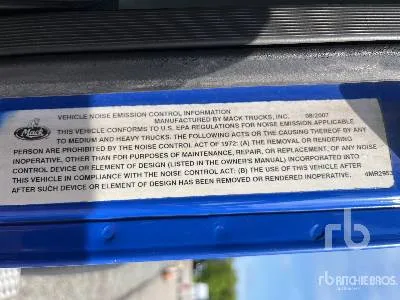 VEHICLE NOISE EMISSION CONTROL INFORMATION
MANUFACTURED BY MACK TRUCKS, INC. 08/2007
Mack
THIS VEHICLE CONFORMS TO U.S. EPA REGULATIONS FOR NOISE EMISSION APPLICABLE
TO MEDIUM AND HEAVY TRUCKS. THE FOLLOWING ACTS OR THE CAUSING THEREOF BY ANY
PERSON ARE PROHIBITED BY THE NOISE CONTROL ACT OF 1972: (A) THE REMOVAL OR RENDERING
INOPERATIVE, OTHER THAN FOR PURPOSES OF MAINTENANCE, REPAIR, OR REPLACEMENT, OF ANY NOISE
CONTROL DEVICE OR ELEMENT OF DESIGN (LISTED IN THE OWNER'S MANUAL) INCORPORATED INTO
THIS VEHICLE IN COMPLIANCE WITH THE NOISE CONTROL ACT: (B) THE USE OF THIS VEHICLE AFTER
AFTER SUCH DEVICE OR ELEMENT OF DESIGN HAS BEEN REMOVED OR RENDERED INOPERATIVE.
rb
rb RITCHIE BROS.